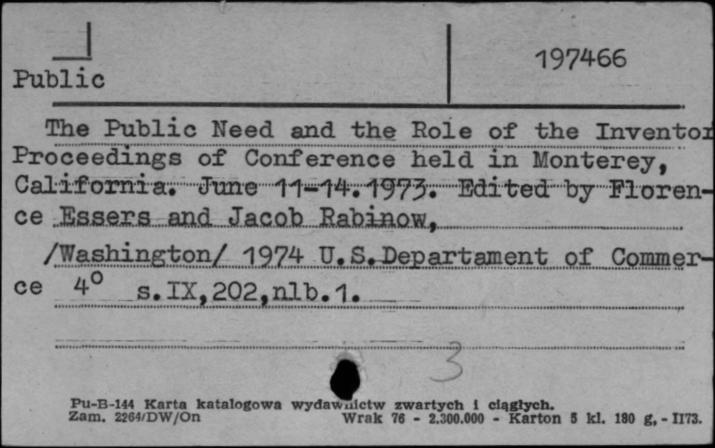 197466
Public
The Public Need and the Role of the Inventor
Proceedings of Conference held in Monterey,
California. June 11-14.1973. Edited by Floren-
ce Essers and Jacob Rabinow,
/Washington/ 1974 U.S.Departament of Commer-
ce 4° s.IX,202,nlb.1.
3
Pu-B-144 Karta katalogowa wydawnictw zwartych i ciągłych.
Zam. 2264/DW/On Wrak 76 - 2.300.000 - Karton 5 kl. 180 g, - II73.